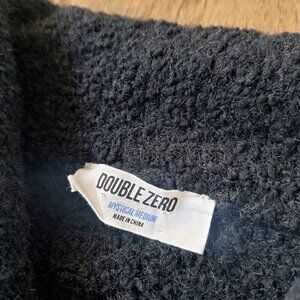 DOUBLE ZERO
MYSTICAL MEDIUM
MADE IN CHINA